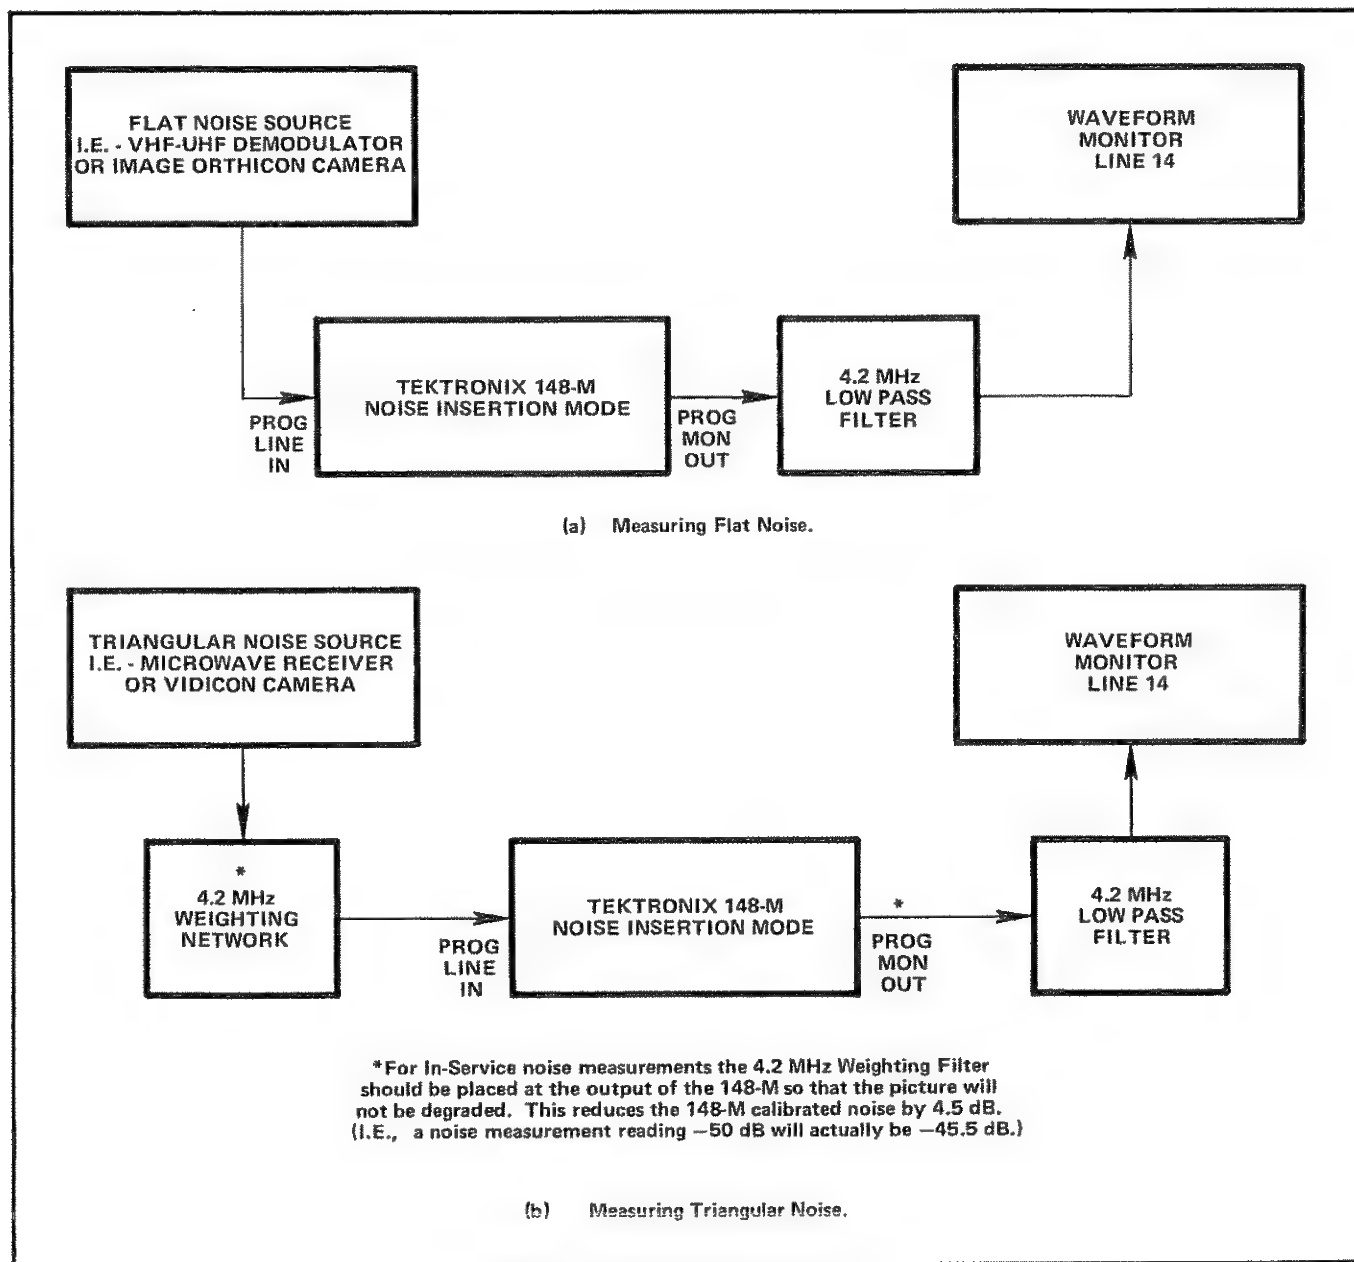 FLAT NOISE SOURCE
I.E. - VHF-UHF DEMODULATOR
OR IMAGE ORTHICON CAMERA
WAVEFORM
MONITOR
LINE 14
PROG
LINE
IN
TEKTRONIX 148-M
NOISE INSERTION MODE
PROG
MON
OUT
4.2 MHz
LOW PASS
FILTER
(a) Measuring Flat Noise.
TRIANGULAR NOISE SOURCE
I.E. - MICROWAVE RECEIVER
OR VIDICON CAMERA
WAVEFORM
MONITOR
LINE 14
*
4.2 MHz
WEIGHTING
NETWORK
PROG
LINE
IN
TEKTRONIX 148-M
NOISE INSERTION MODE
*
PROG
MON
OUT
4.2 MHz
LOW PASS
FILTER
*For In-Service noise measurements the 4.2 MHz Weighting Filter
should be placed at the output of the 148-M so that the picture will
not be degraded. This reduces the 148-M calibrated noise by 4.5 dB.
(I.E., a noise measurement reading —50 dB will actually be —45.5 dB.)
(b) Measuring Triangular Noise.